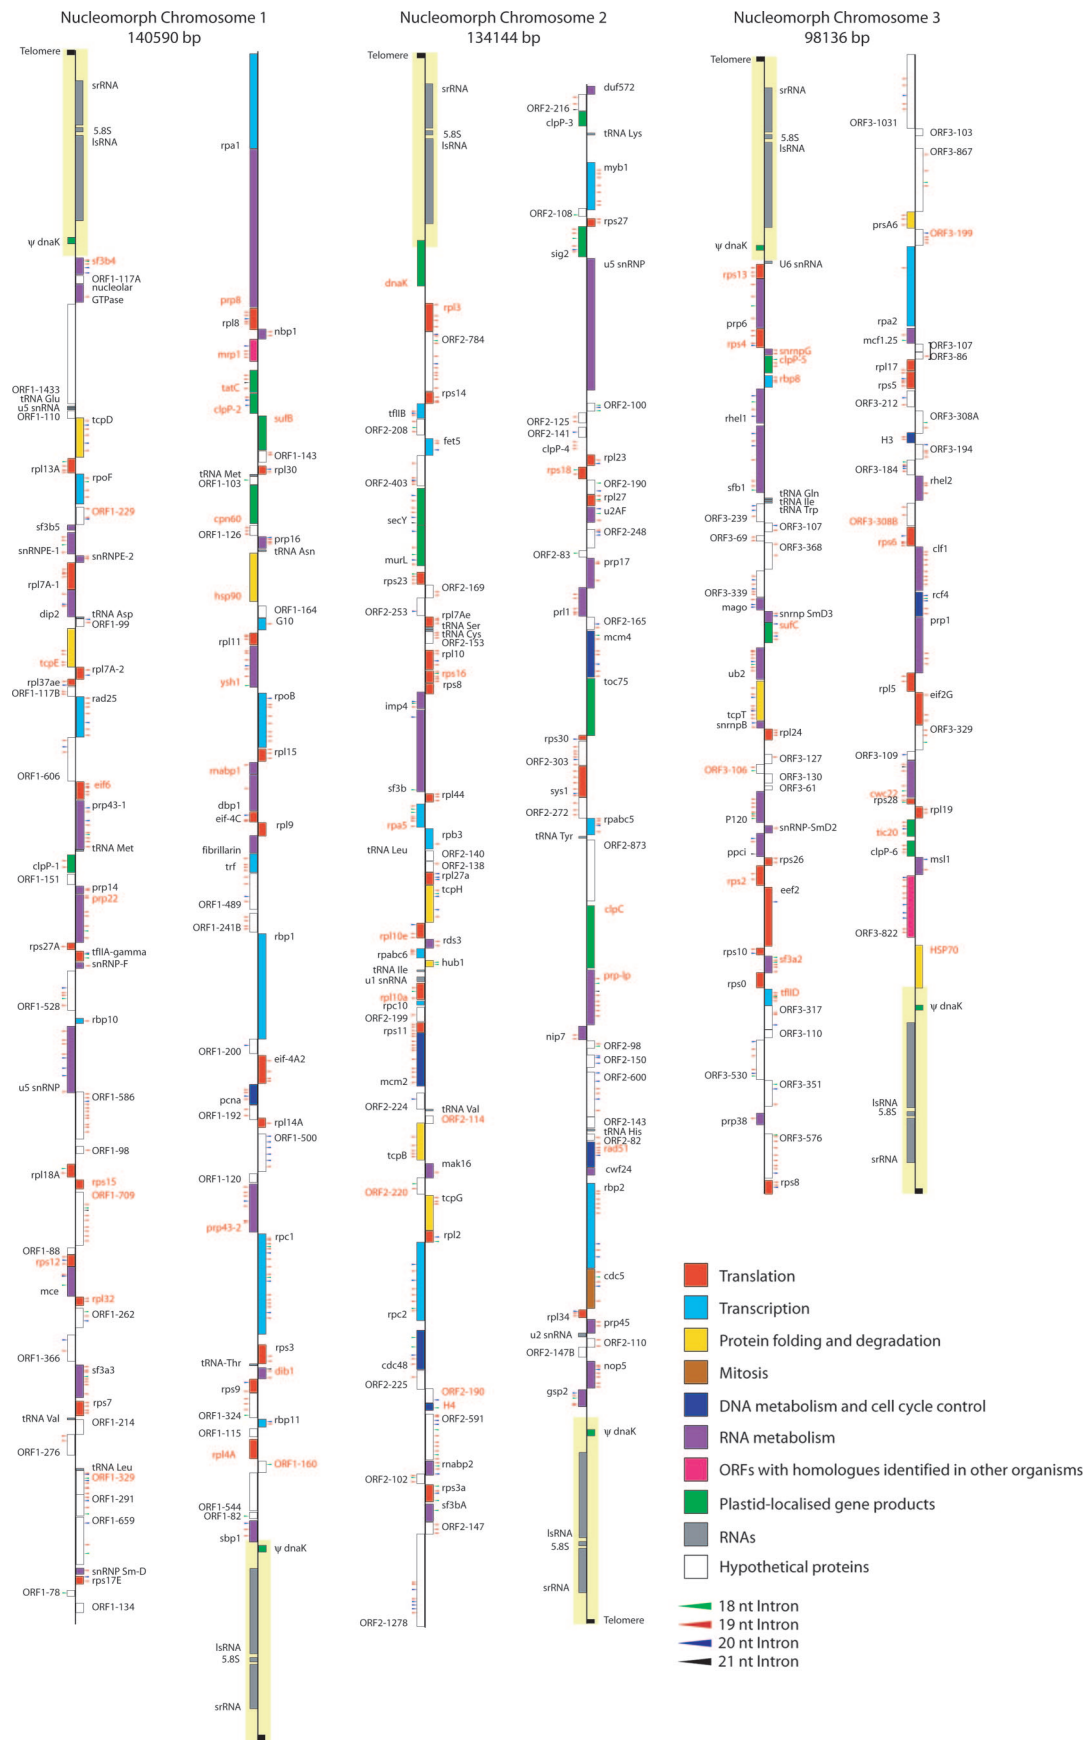 Nucleomorph Chromosome 1
140590 bp
Telomere
srRNA
5.8S
lsRNA
ψ dnaK
sf3b4
ORF1-117A
nucleolar
GTPase
ORF1-1433
tRNA Glu
u5 snRNA
ORF1-110
tcpD
rpl13A
rpoF
ORF1-229
sf3b5
snRNPE-1
snRNPE-2
rpl7A-1
dip2
tRNA Asp
ORF1-99
tcpE
rpl7A-2
rpl37ae
ORF1-117B
rad25
ORF1-606
eif6
prp43-1
tRNA Met
clpP-1
ORF1-151
prp14
prp22
rps27A
tfIIA-gamma
snRNP-F
ORF1-528
rbp10
u5 snRNP
ORF1-586
ORF1-98
rpl18A
rps15
ORF1-709
ORF1-88
rps12
mce
rpl32
ORF1-262
ORF1-366
sf3a3
rps7
tRNA Val
ORF1-214
ORF1-276
tRNA Leu
ORF1-329
ORF1-291
ORF1-659
snRNP Sm-D
rps17E
ORF1-78
ORF1-134
rpa1
prp8
rpl8
nbp1
mrp1
tatC
clpP-2
sufB
ORF1-143
rpl30
tRNA Met
ORF1-103
cpn60
ORF1-126
prp16
tRNA Asn
hsp90
ORF1-164
G10
rpl11
ysh1
rpoB
rpl15
mabp1
dbp1
eif-4C
rpl9
fibrillarin
trf
ORF1-489
ORF1-241B
rbp1
ORF1-200
eif-4A2
pcna
ORF1-192
rpl14A
ORF1-500
ORF1-120
prp43-2
rpc1
rps3
tRNA-Thr
dib1
rps9
ORF1-324
rbp11
ORF1-115
rpl4A
ORF1-160
ORF1-544
ORF1-82
sbp1
ψ dnaK
lsRNA
5.8S
srRNA
Nucleomorph Chromosome 2
134144 bp
Telomere
srRNA
5.8S
lsRNA
dnaK
rpl3
ORF2-784
rps14
tfIIB
ORF2-208
fet5
ORF2-403
secY
murL
rps23
ORF2-169
ORF2-253
rpl7Ae
tRNA Ser
tRNA Cys
ORF2-153
rpl10
rps16
rps8
imp4
sf3b
rpl44
rpa5
rpb3
tRNA Leu
ORF2-140
ORF2-138
rpl27a
tcpH
rpl10e
rds3
rpabc6
hub1
tRNA Ile
u1 snRNA
rpl10a
rpc10
ORF2-199
rps11
mcm2
ORF2-224
tRNA Val
ORF2-114
tcpB
mak16
ORF2-220
tcpG
rpl2
rpc2
cdc48
ORF2-225
ORF2-190
H4
ORF2-591
rnabp2
ORF2-102
rps3a
sf3bA
ORF2-147
ORF2-1278
duf572
ORF2-216
clpP-3
tRNA Lys
myb1
ORF2-108
rps27
sig2
u5 snRNP
ORF2-100
ORF2-125
ORF2-141
clpP-4
rpl23
rps18
ORF2-190
rpl27
u2AF
ORF2-248
ORF2-83
prp17
prl1
ORF2-165
mcm4
toc75
rps30
ORF2-303
sys1
ORF2-272
rpabc5
tRNA Tyr
ORF2-873
clpC
prp-lp
nip7
ORF2-98
ORF2-150
ORF2-600
ORF2-143
tRNA His
ORF2-82
rad51
cwf24
rbp2
cdc5
rpl34
prp45
u2 snRNA
ORF2-110
ORF2-147B
nop5
gsp2
ψ dnaK
lsRNA
5.8S
srRNA
Telomere
Nucleomorph Chromosome 3
98136 bp
Telomere
srRNA
5.8S
lsRNA
ψ dnaK
U6 snRNA
rps13
prp6
rps4
snrnpG
clpP-5
rbp8
rhel1
sfb1
tRNA Gln
tRNA Ile
tRNA Trp
ORF3-239
ORF3-107
ORF3-69
ORF3-368
ORF3-339
mago
snrnp SmD3
sufC
ub2
tcpT
snrnpB
rpl24
ORF3-127
ORF3-106
ORF3-130
ORF3-61
P120
snRNP-SmD2
ppci
rps26
rps2
eef2
rps10
sf3a2
rps0
tfIID
ORF3-317
ORF3-110
ORF3-530
ORF3-351
prp38
ORF3-576
rps8
ORF3-1031
ORF3-103
ORF3-867
prsA6
ORF3-199
rpa2
mcf1.25
ORF3-107
ORF3-86
rpl17
rps5
ORF3-212
ORF3-308A
H3
ORF3-194
ORF3-184
rhel2
ORF3-308B
rps6
clf1
rcf4
prp1
rpl5
eif2G
ORF3-329
ORF3-109
cwc22
rps28
rpl19
tic20
clpP-6
msl1
ORF3-822
HSP70
ψ dnaK
lsRNA
5.8S
srRNA
Translation
Transcription
Protein folding and degradation
Mitosis
DNA metabolism and cell cycle control
RNA metabolism
ORFs with homologues identified in other organisms
Plastid-localised gene products
RNAs
Hypothetical proteins
18 nt Intron
19 nt Intron
20 nt Intron
21 nt Intron